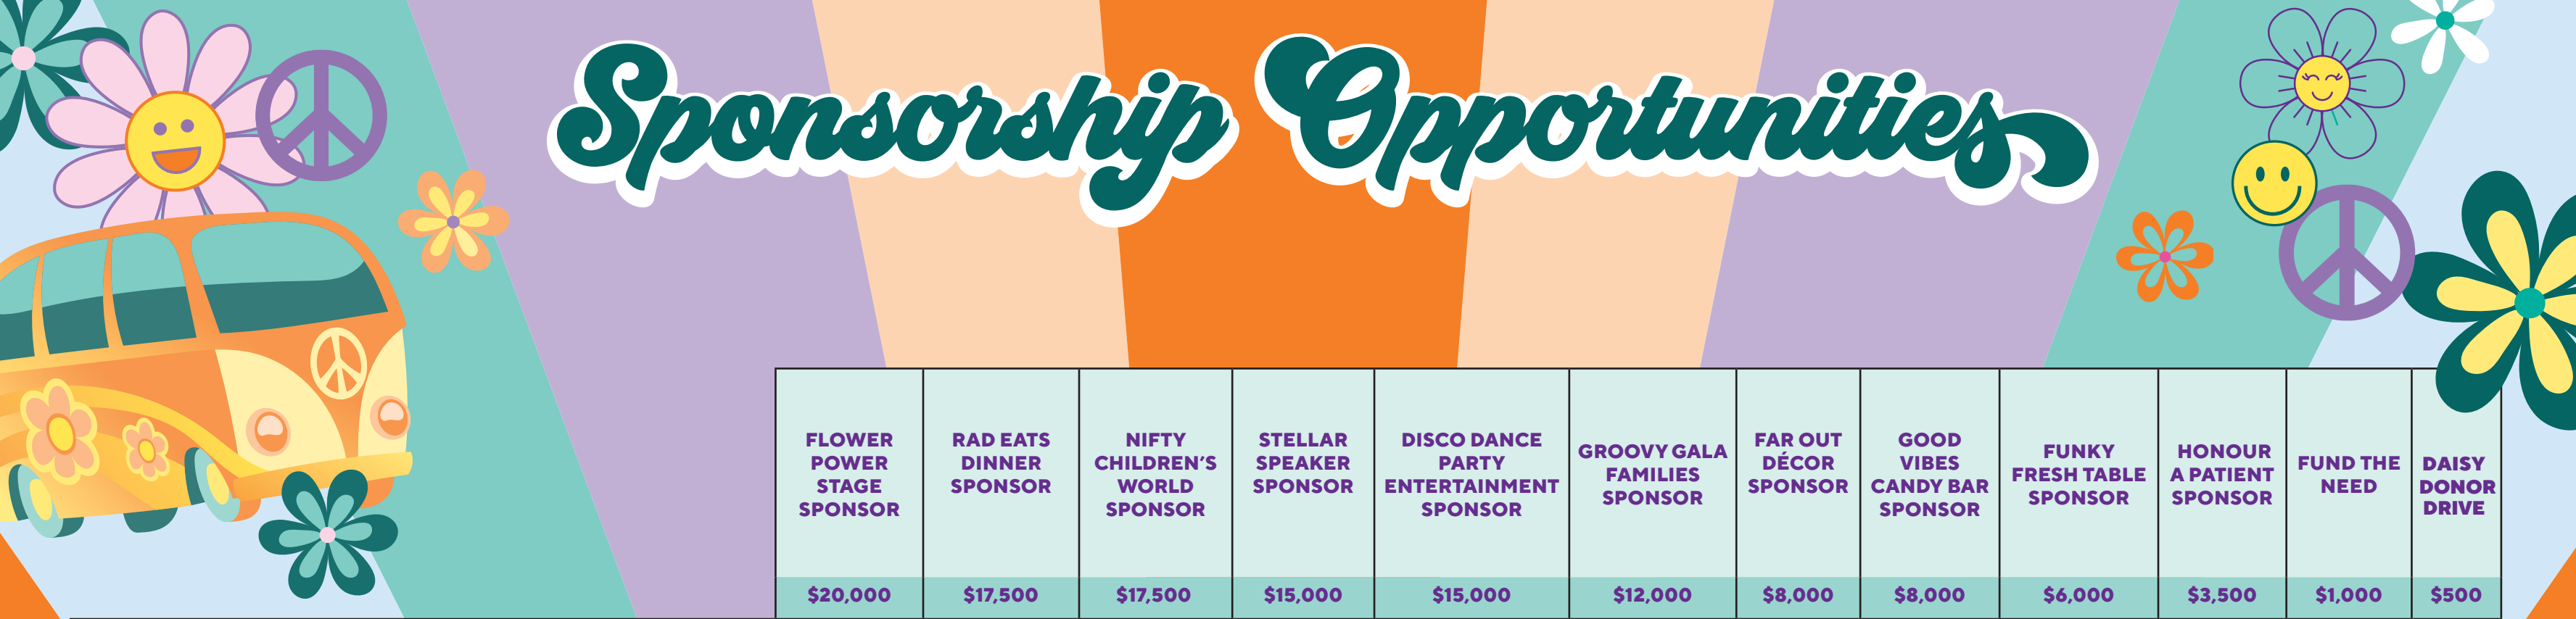 Sponsorship Opportunities
FLOWER
POWER
STAGE
SPONSOR
RAD EATS
DINNER
SPONSOR
NIFTY
CHILDREN'S
WORLD
SPONSOR
STELLAR
SPEAKER
SPONSOR
DISCO DANCE
PARTY
ENTERTAINMENT
SPONSOR
GROOVY GALA
FAMILIES
SPONSOR
FAR OUT
DÉCOR
SPONSOR
GOOD
VIBES
CANDY BAR
SPONSOR
FUNKY
FRESH TABLE
SPONSOR
HONOUR
A PATIENT
SPONSOR
FUND THE
NEED
DAISY
DONOR
DRIVE
$20,000 $17,500 $17,500 $15,000 $15,000 $12,000 $8,000 $8,000 $6,000 $3,500 $1,000 $500